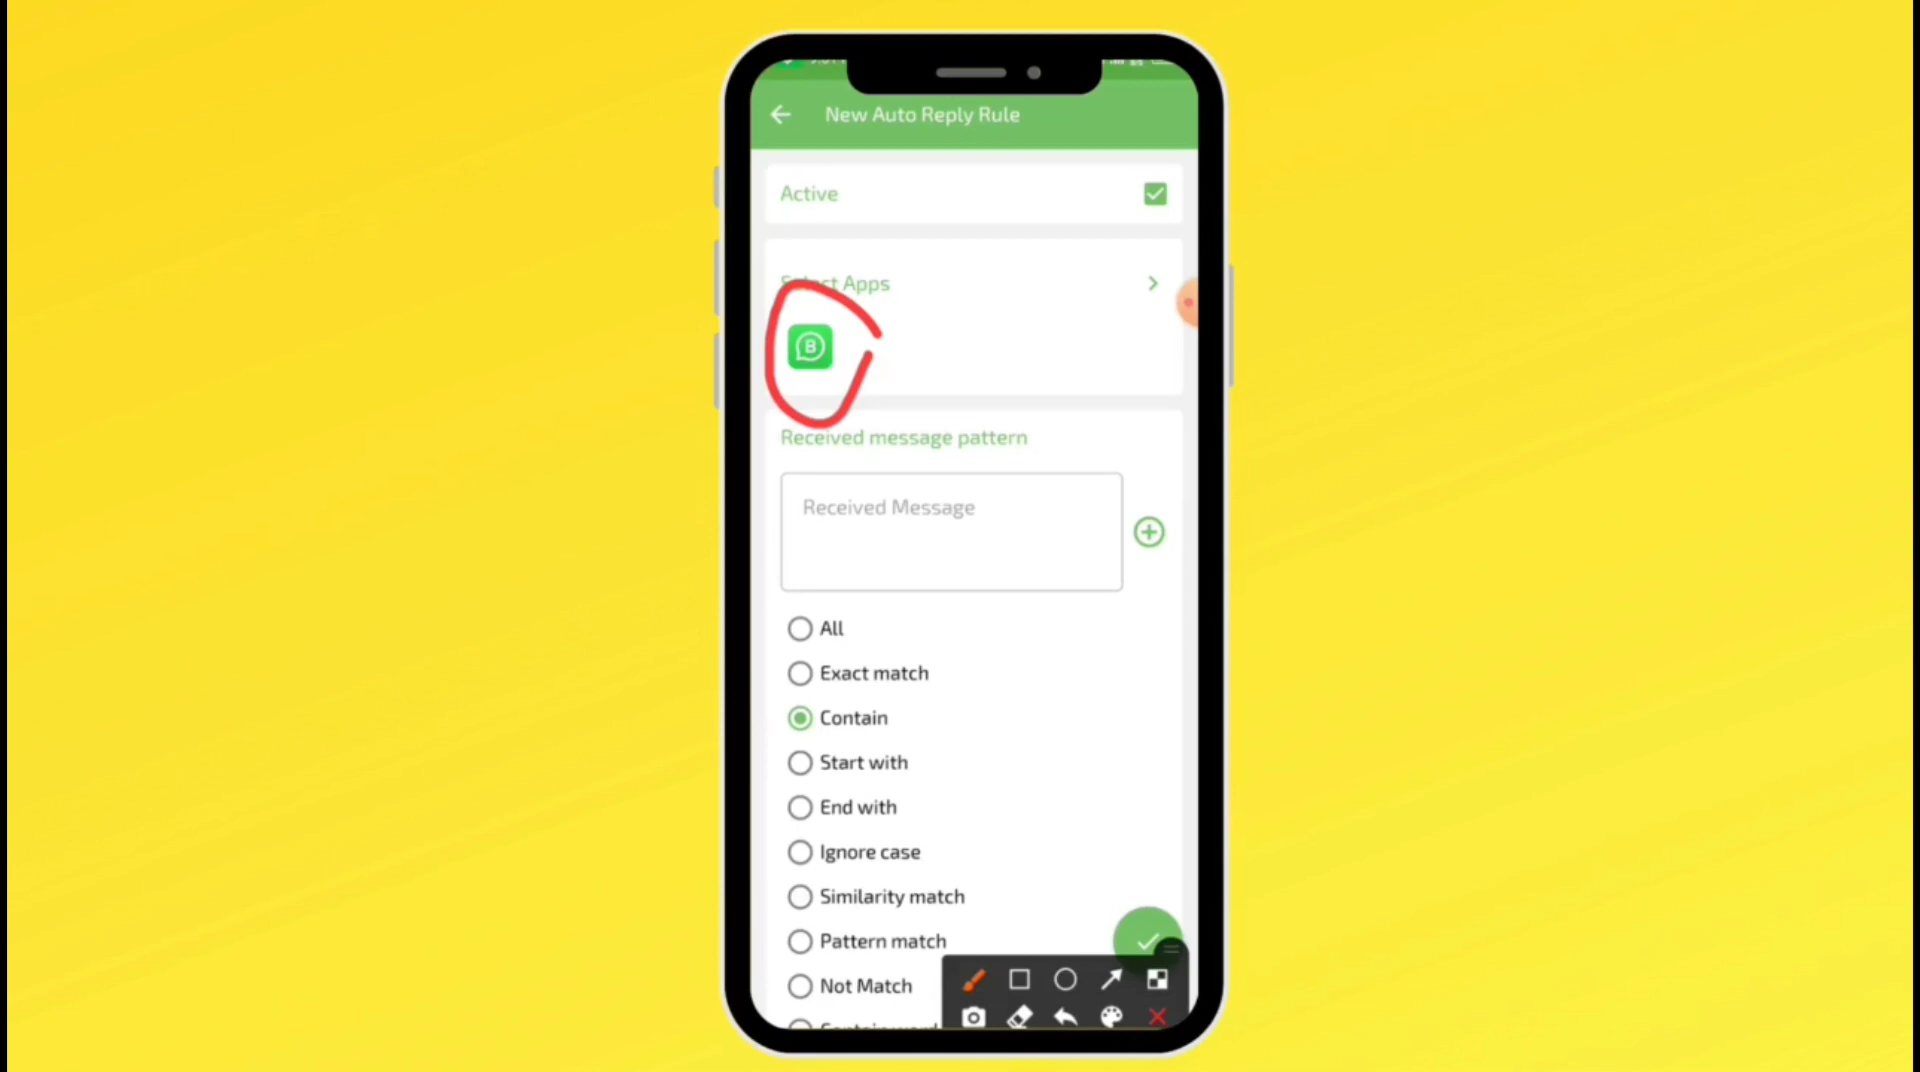 New Auto Reply Rule
Active
Select Apps
B
Received message pattern
Received Message
All
Exact match
Contain
Start with
End with
Ignore case
Similarity match
Pattern match
Not Match